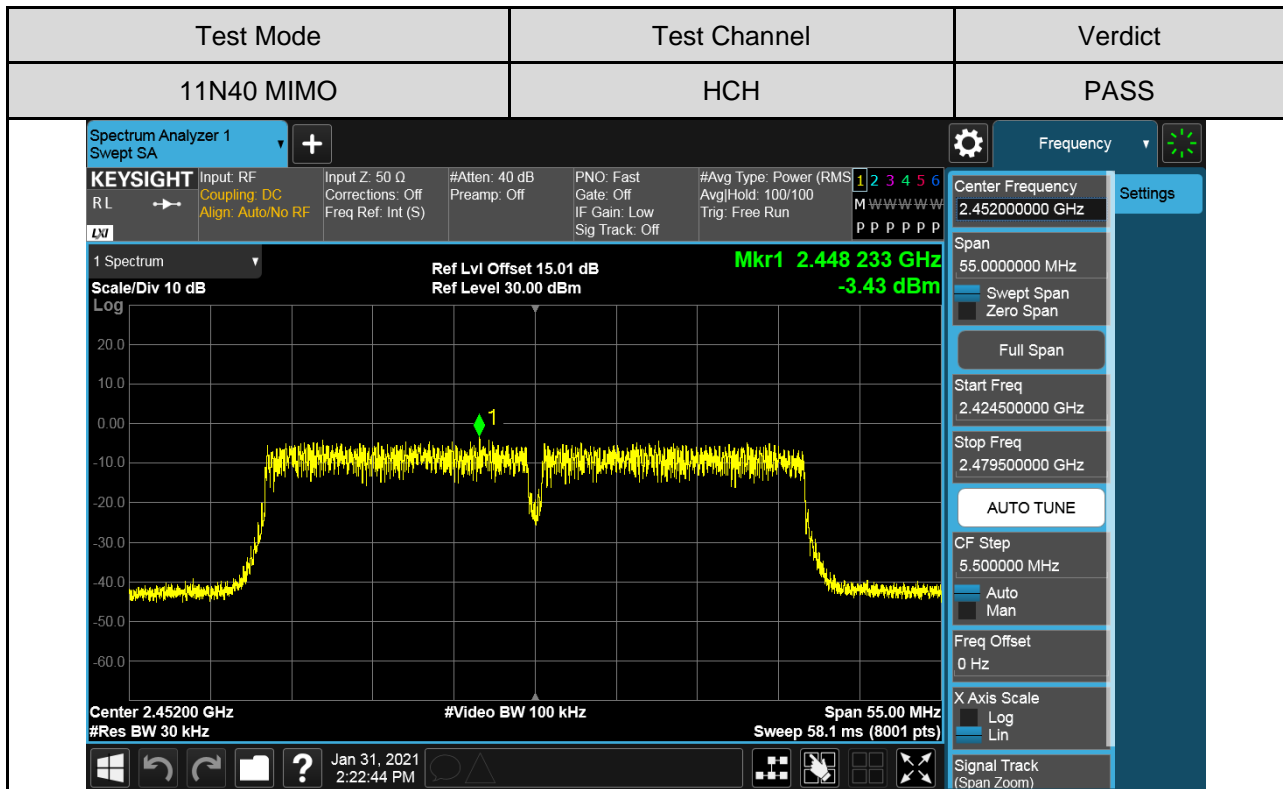 Test Mode Test Channel Verdict
11N40 MIMO HCH PASS
Spectrum Analyzer 1
Swept SA
+
Frequency
KEYSIGHT
R L
LXI
Input: RF
Coupling: DC
Align: Auto/No RF
Input Z: 50 Ω
Corrections: Off
Freq Ref: Int (S)
#Atten: 40 dB
Preamp: Off
PNO: Fast
Gate: Off
IF Gain: Low
Sig Track: Off
#Avg Type: Power (RMS
Avg|Hold: 100/100
Trig: Free Run
1 2 3 4 5 6
M W W W W W
P P P P P P
1 Spectrum
Scale/Div 10 dB
Log
Ref Lvl Offset 15.01 dB
Ref Level 30.00 dBm
Mkr1 2.448 233 GHz
-3.43 dBm
20.0
10.0
0.00
-10.0
-20.0
-30.0
-40.0
-50.0
-60.0
1
Center 2.45200 GHz
#Res BW 30 kHz
#Video BW 100 kHz
Span 55.00 MHz
Sweep 58.1 ms (8001 pts)
?
Jan 31, 2021
2:22:44 PM
Center Frequency
2.452000000 GHz
Settings
Span
55.0000000 MHz
Swept Span
Zero Span
Full Span
Start Freq
2.424500000 GHz
Stop Freq
2.479500000 GHz
AUTO TUNE
CF Step
5.500000 MHz
Auto
Man
Freq Offset
0 Hz
X Axis Scale
Log
Lin
Signal Track
(Span Zoom)